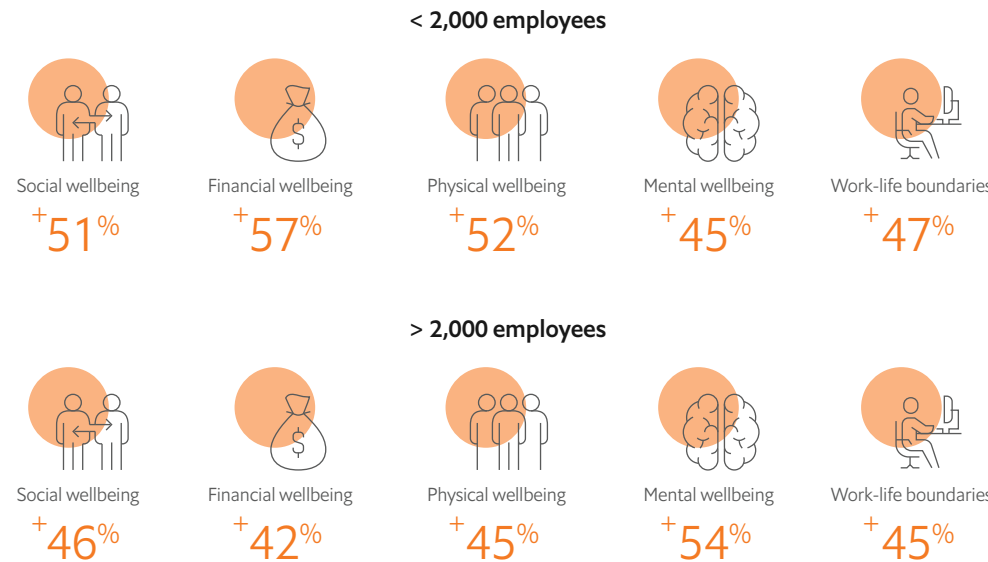 < 2,000 employees
$
Social wellbeing Financial wellbeing Physical wellbeing Mental wellbeing Work-life boundaries
+51% +57% +52% +45% +47%
> 2,000 employees
$
Social wellbeing Financial wellbeing Physical wellbeing Mental wellbeing Work-life boundaries
+46% +42% +45% +54% +45%